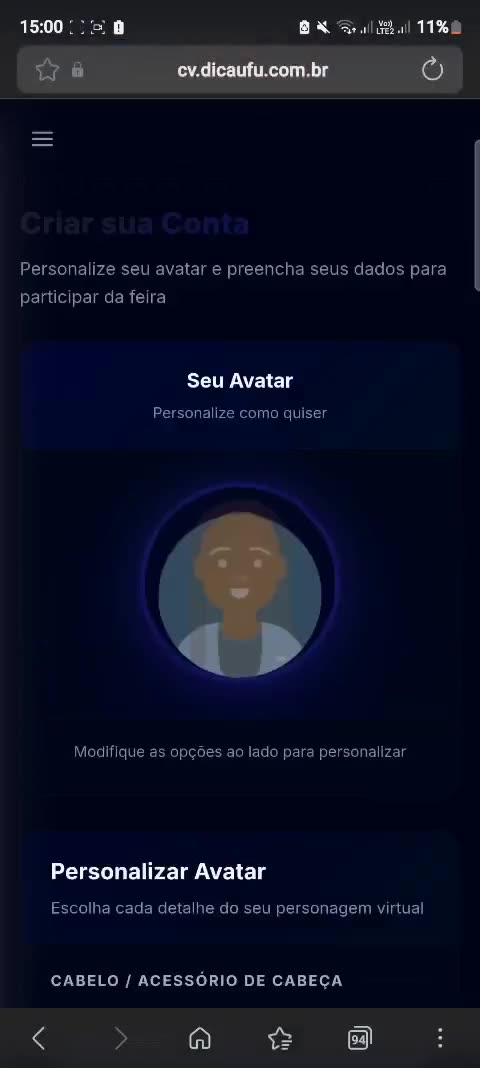 15:00
Vo))
LTE2
11%
cv.dicaufu.com.br
Criar sua Conta
Personalize seu avatar e preencha seus dados para
participar da feira
Seu Avatar
Personalize como quiser
Modifique as opções ao lado para personalizar
Personalizar Avatar
Escolha cada detalhe do seu personagem virtual
CABELO / ACESSÓRIO DE CABEÇA
94